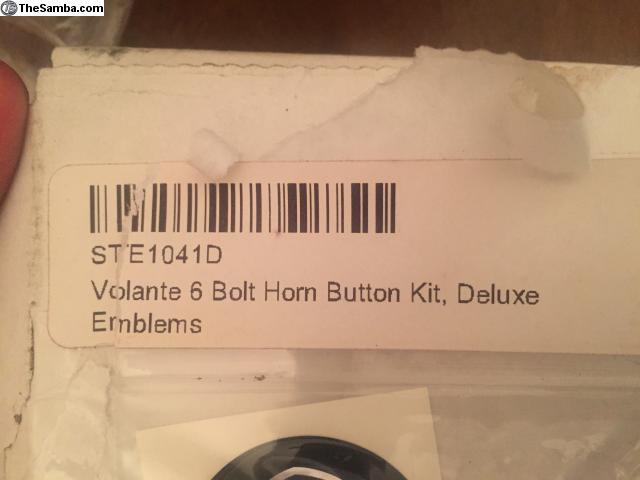 TheSamba.com
STE1041D
Volante 6 Bolt Horn Button Kit, Deluxe
Emblems